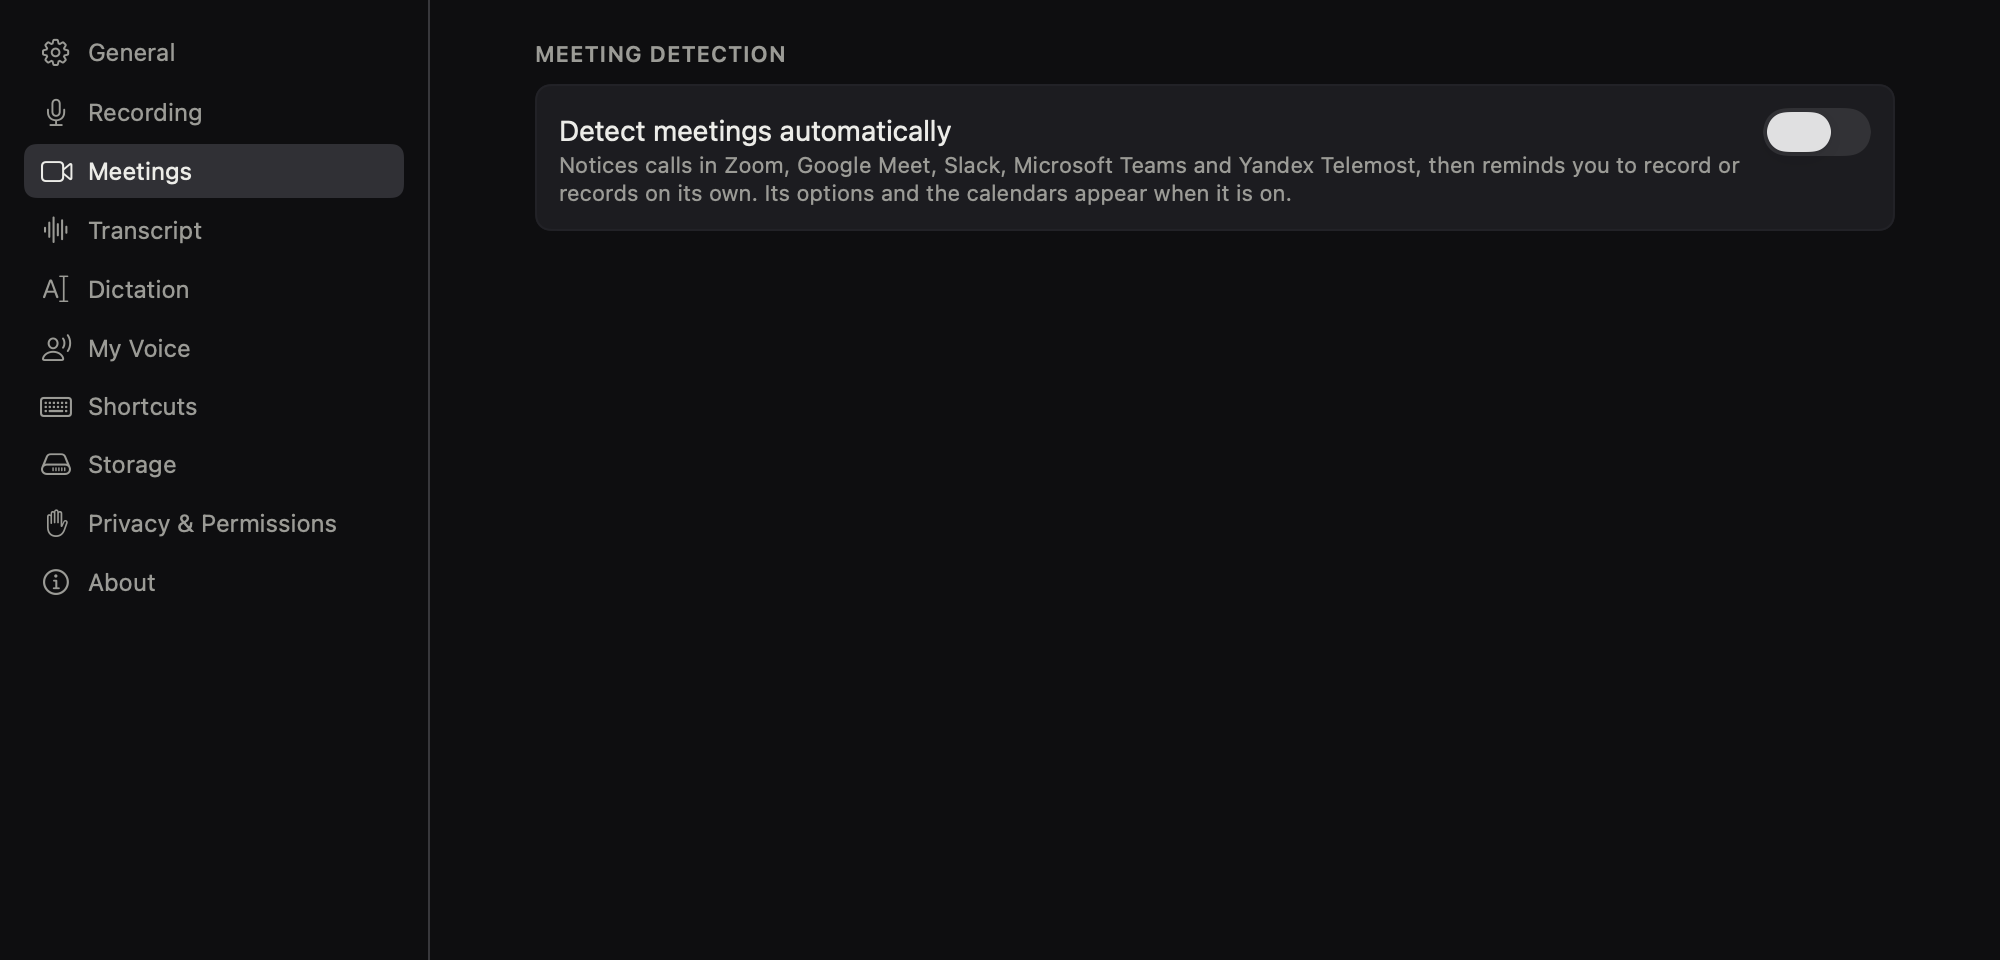 General
Recording
Meetings
Transcript
Dictation
My Voice
Shortcuts
Storage
Privacy & Permissions
About
MEETING DETECTION
Detect meetings automatically
Notices calls in Zoom, Google Meet, Slack, Microsoft Teams and Yandex Telemost, then reminds you to record or
records on its own. Its options and the calendars appear when it is on.